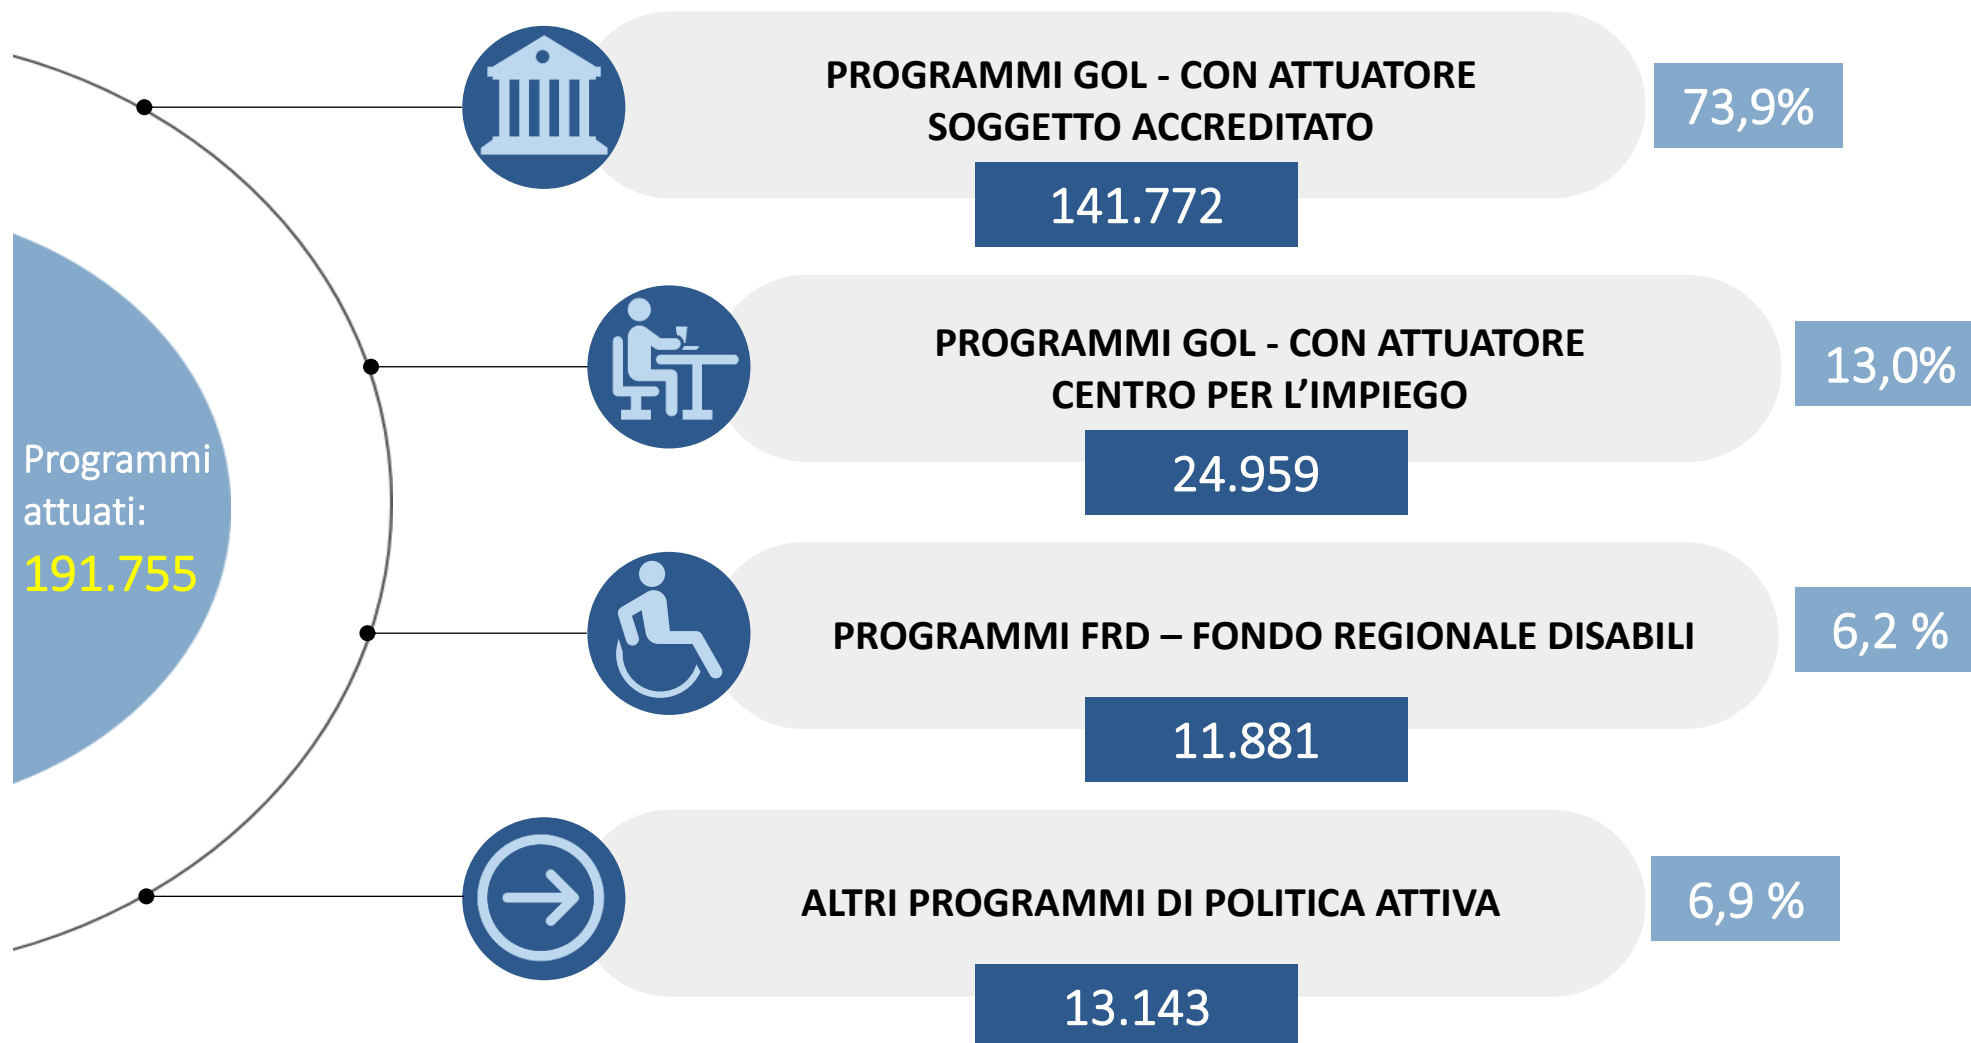 PROGRAMMI GOL - CON ATTUATORE
SOGGETTO ACCREDITATO
73,9%
141.772
PROGRAMMI GOL - CON ATTUATORE
CENTRO PER L’IMPIEGO
13,0%
24.959
Programmi
attuati:
191.755
PROGRAMMI FRD – FONDO REGIONALE DISABILI
6,2 %
11.881
ALTRI PROGRAMMI DI POLITICA ATTIVA
6,9 %
13.143